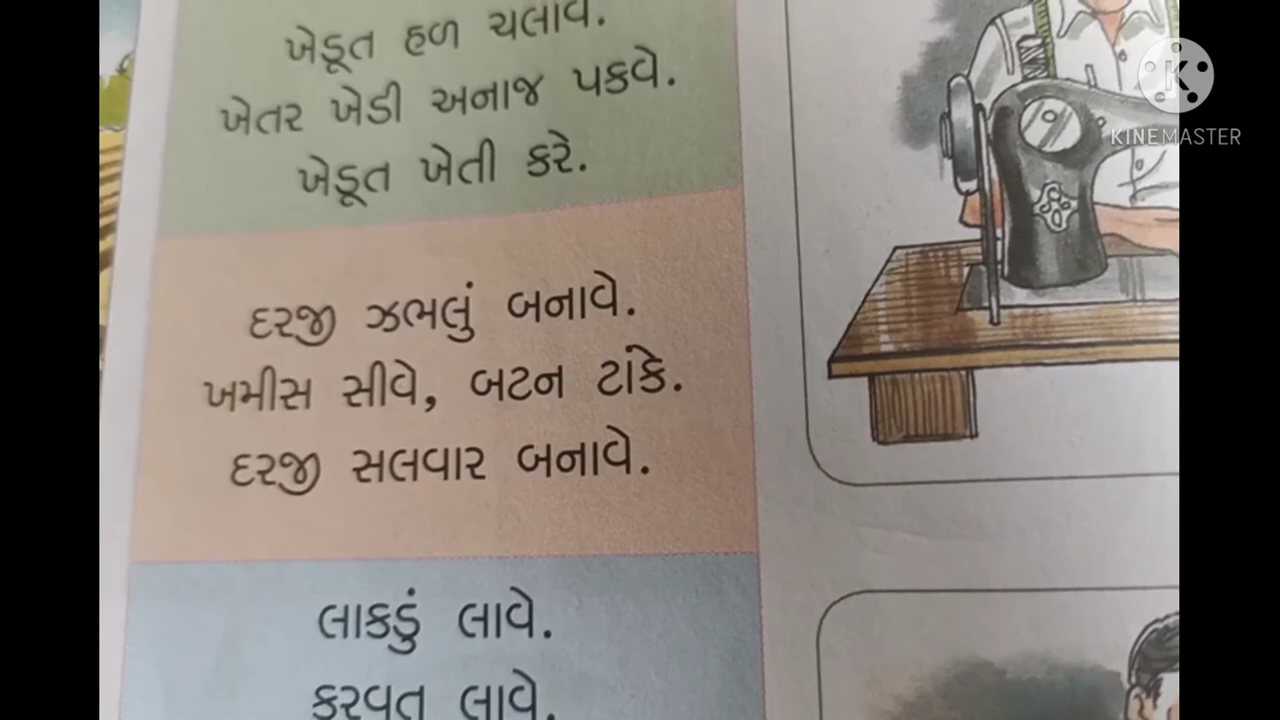 ખેડૂત હળ ચલાવે.
ખેતર ખેડી અનાજ પકવે.
ખેડૂત ખેતી કરે.
દરજી ઝભલું બનાવે.
ખમીસ સીવે, બટન ટાંકે.
દરજી સલવાર બનાવે.
લાકડું લાવે.
કરવત લાવે.
K
KINEMASTER